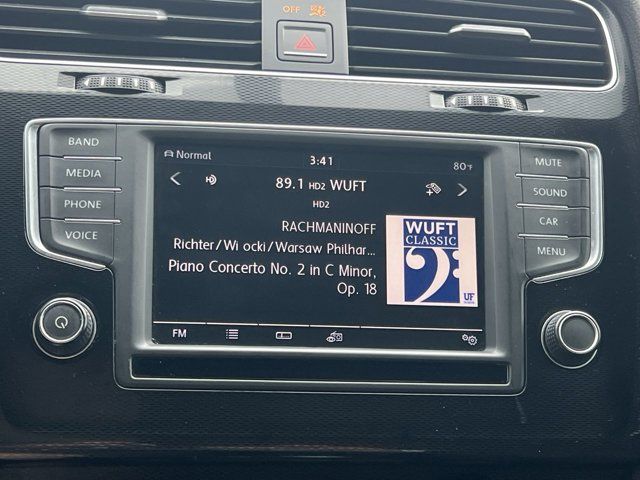 OFF
BAND
MEDIA
PHONE
VOICE
MUTE
SOUND
CAR
MENU
Normal
3:41
80°F
89.1 HD2 WUFT
HD2
RACHMANINOFF
Richter/Wi ocki/Warsaw Philhar...
Piano Concerto No. 2 in C Minor,
Op. 18
WUFT
CLASSIC
UF
FM